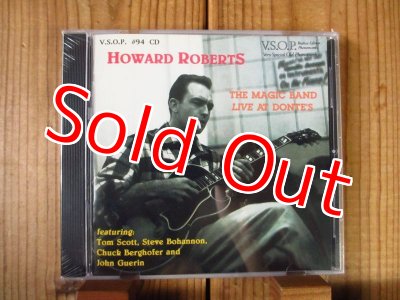 V.S.O.P. #94 CD
V.S.O.P.
HOWARD ROBERTS
THE MAGIC BAND
LIVE AT DONTE'S
Sold Out
featuring:
Tom Scott, Steve Bohannon,
Chuck Berghofer and
John Guerin